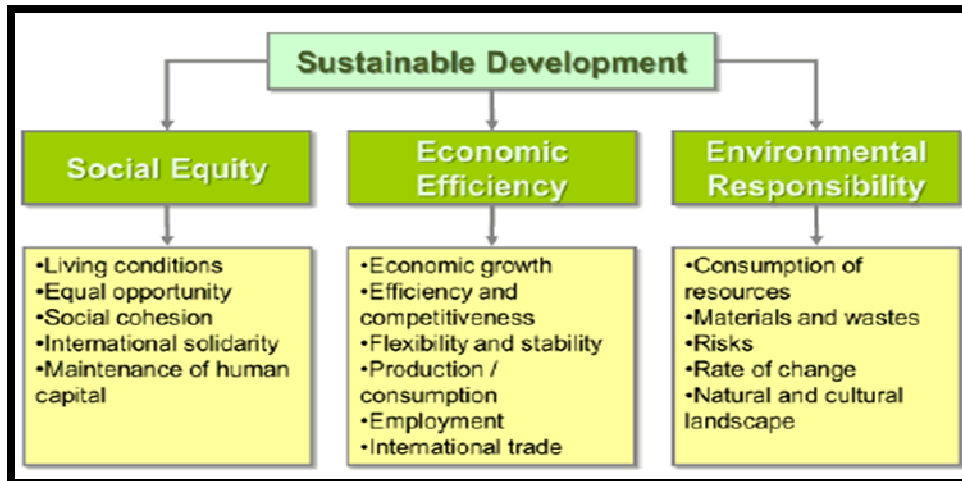 Sustainable Development
Social Equity
Economic
Efficiency
Environmental
Responsibility
•Living conditions
•Equal opportunity
•Social cohesion
•International solidarity
•Maintenance of human
capital
•Economic growth
•Efficiency and
competitiveness
•Flexibility and stability
•Production /
consumption
•Employment
•International trade
•Consumption of
resources
•Materials and wastes
•Risks
•Rate of change
•Natural and cultural
landscape